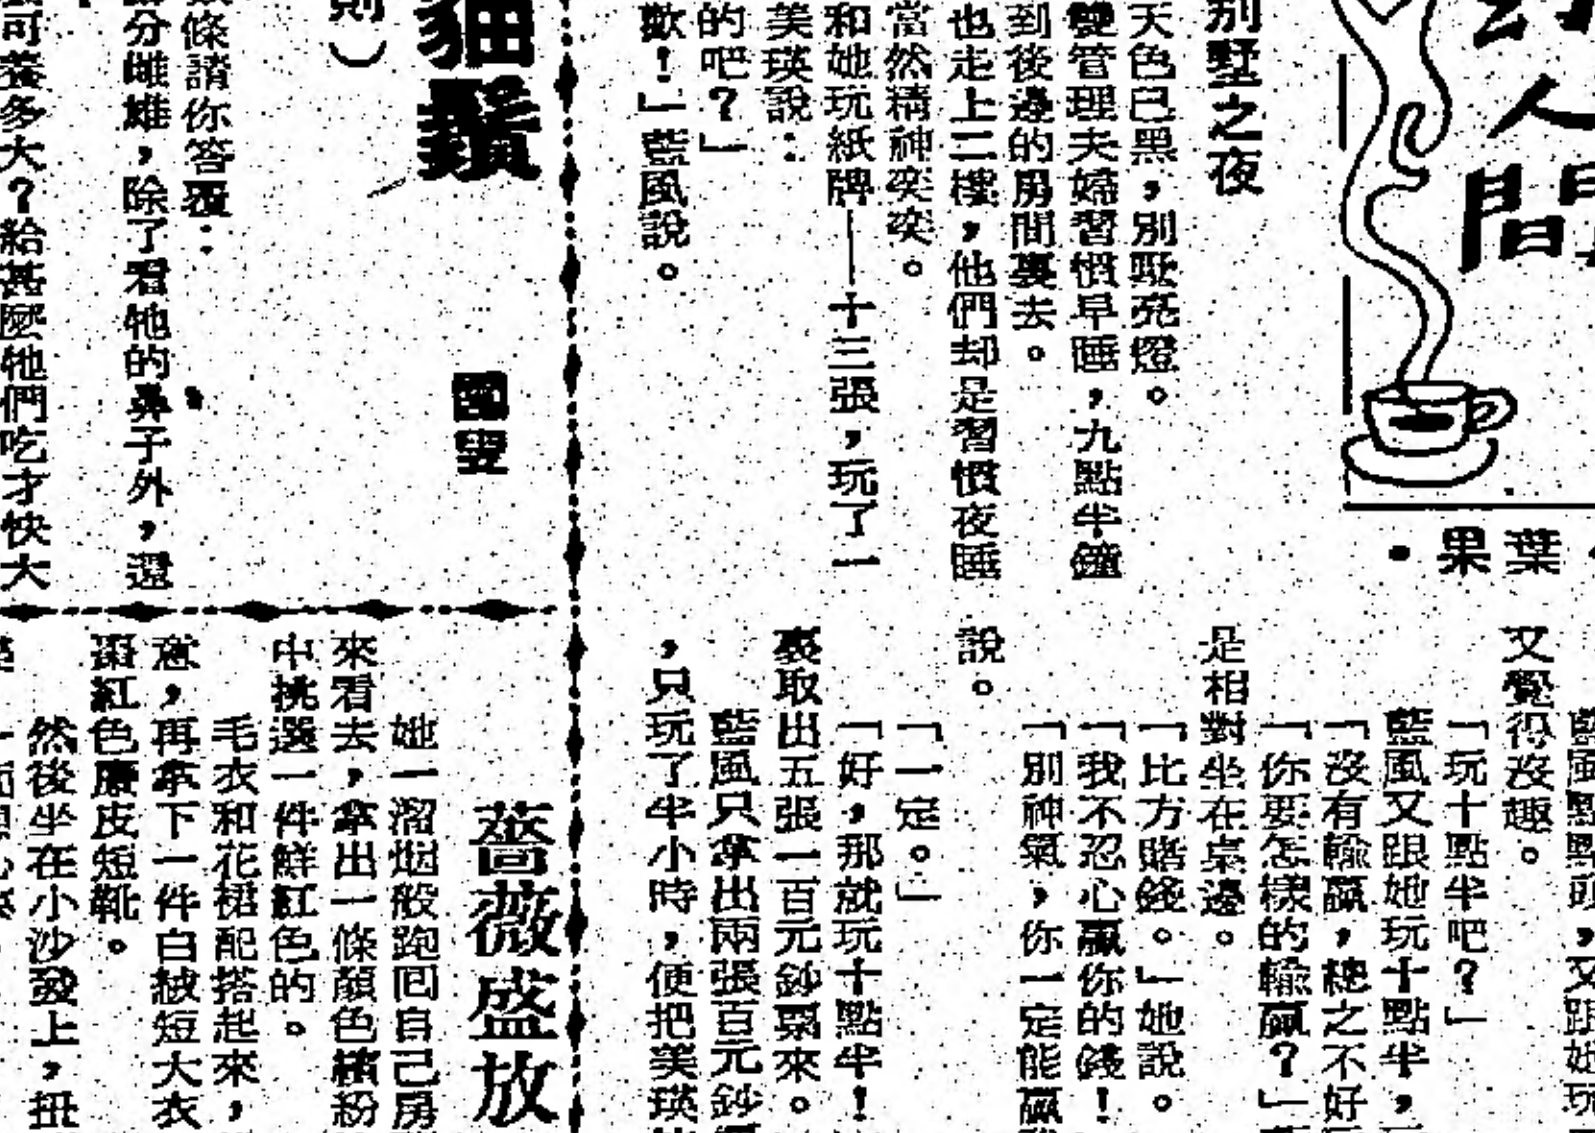 人間
葉果・
別墅之夜
天色已黑，別墅亮燈。
雙管理夫婦習慣早睡，九點半鐘
到後邊的房間裏去。
也走上二樓，他們却是習慣夜睡
當然精神奕奕。
和她玩紙牌——十三張，玩了一
美瑛說：
的吧？」
歉！」藍風說。
藍風點點頭，又跟她玩
又覺得沒趣。
「玩十點半吧？」
藍風又跟她玩十點半，
「沒有輸贏，總之不好
「你要怎樣的輸贏？」
是相對坐在桌邊。
「比方賭錢。」她說。
「我不忍心贏你的錢！
「別神氣，你一定能贏
說。
「一定。」
「好，那就玩十點半！
裏取出五張一百元鈔票來。
藍風只拿出兩張百元鈔
，只玩了半小時，便把美瑛
貓鬚
國雯
則）
條請你答覆：
分雌雄，除了看牠的鼻子外，還
可養多大？給甚麼牠們吃才快大
薔薇盛放
她一溜烟般跑囘自己房
來看去，拿出一條顏色繽紛
中挑選一件鮮紅色的。
毛衣和花裙配搭起來，
意，再拿下一件白絨短大衣
棗紅色麖皮短靴。
然後坐在小沙發上，扭